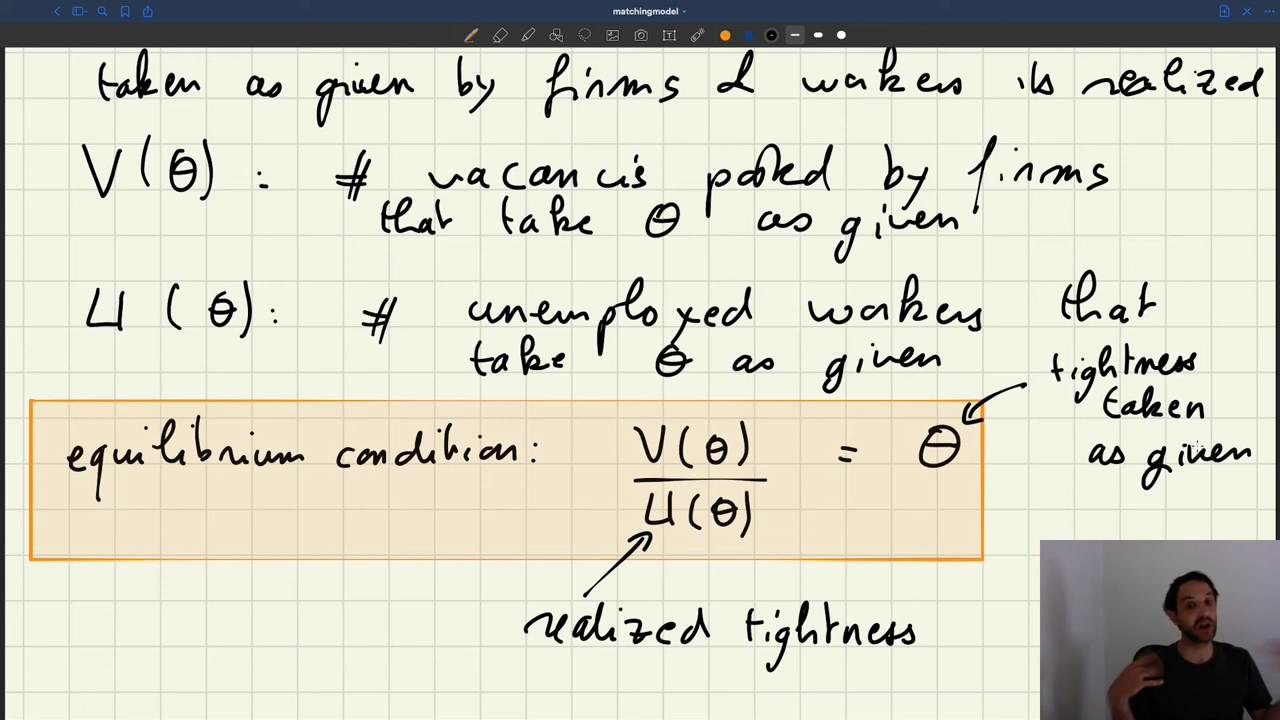 matchingmodel
taken as given by firms & workers is realized
V(θ): # vacancies posted by firms
that take θ as given
U(θ): # unemployed workers that
take θ as given
tightness
taken
as given
equilibrium condition: V(θ)/U(θ) = θ
realized tightness